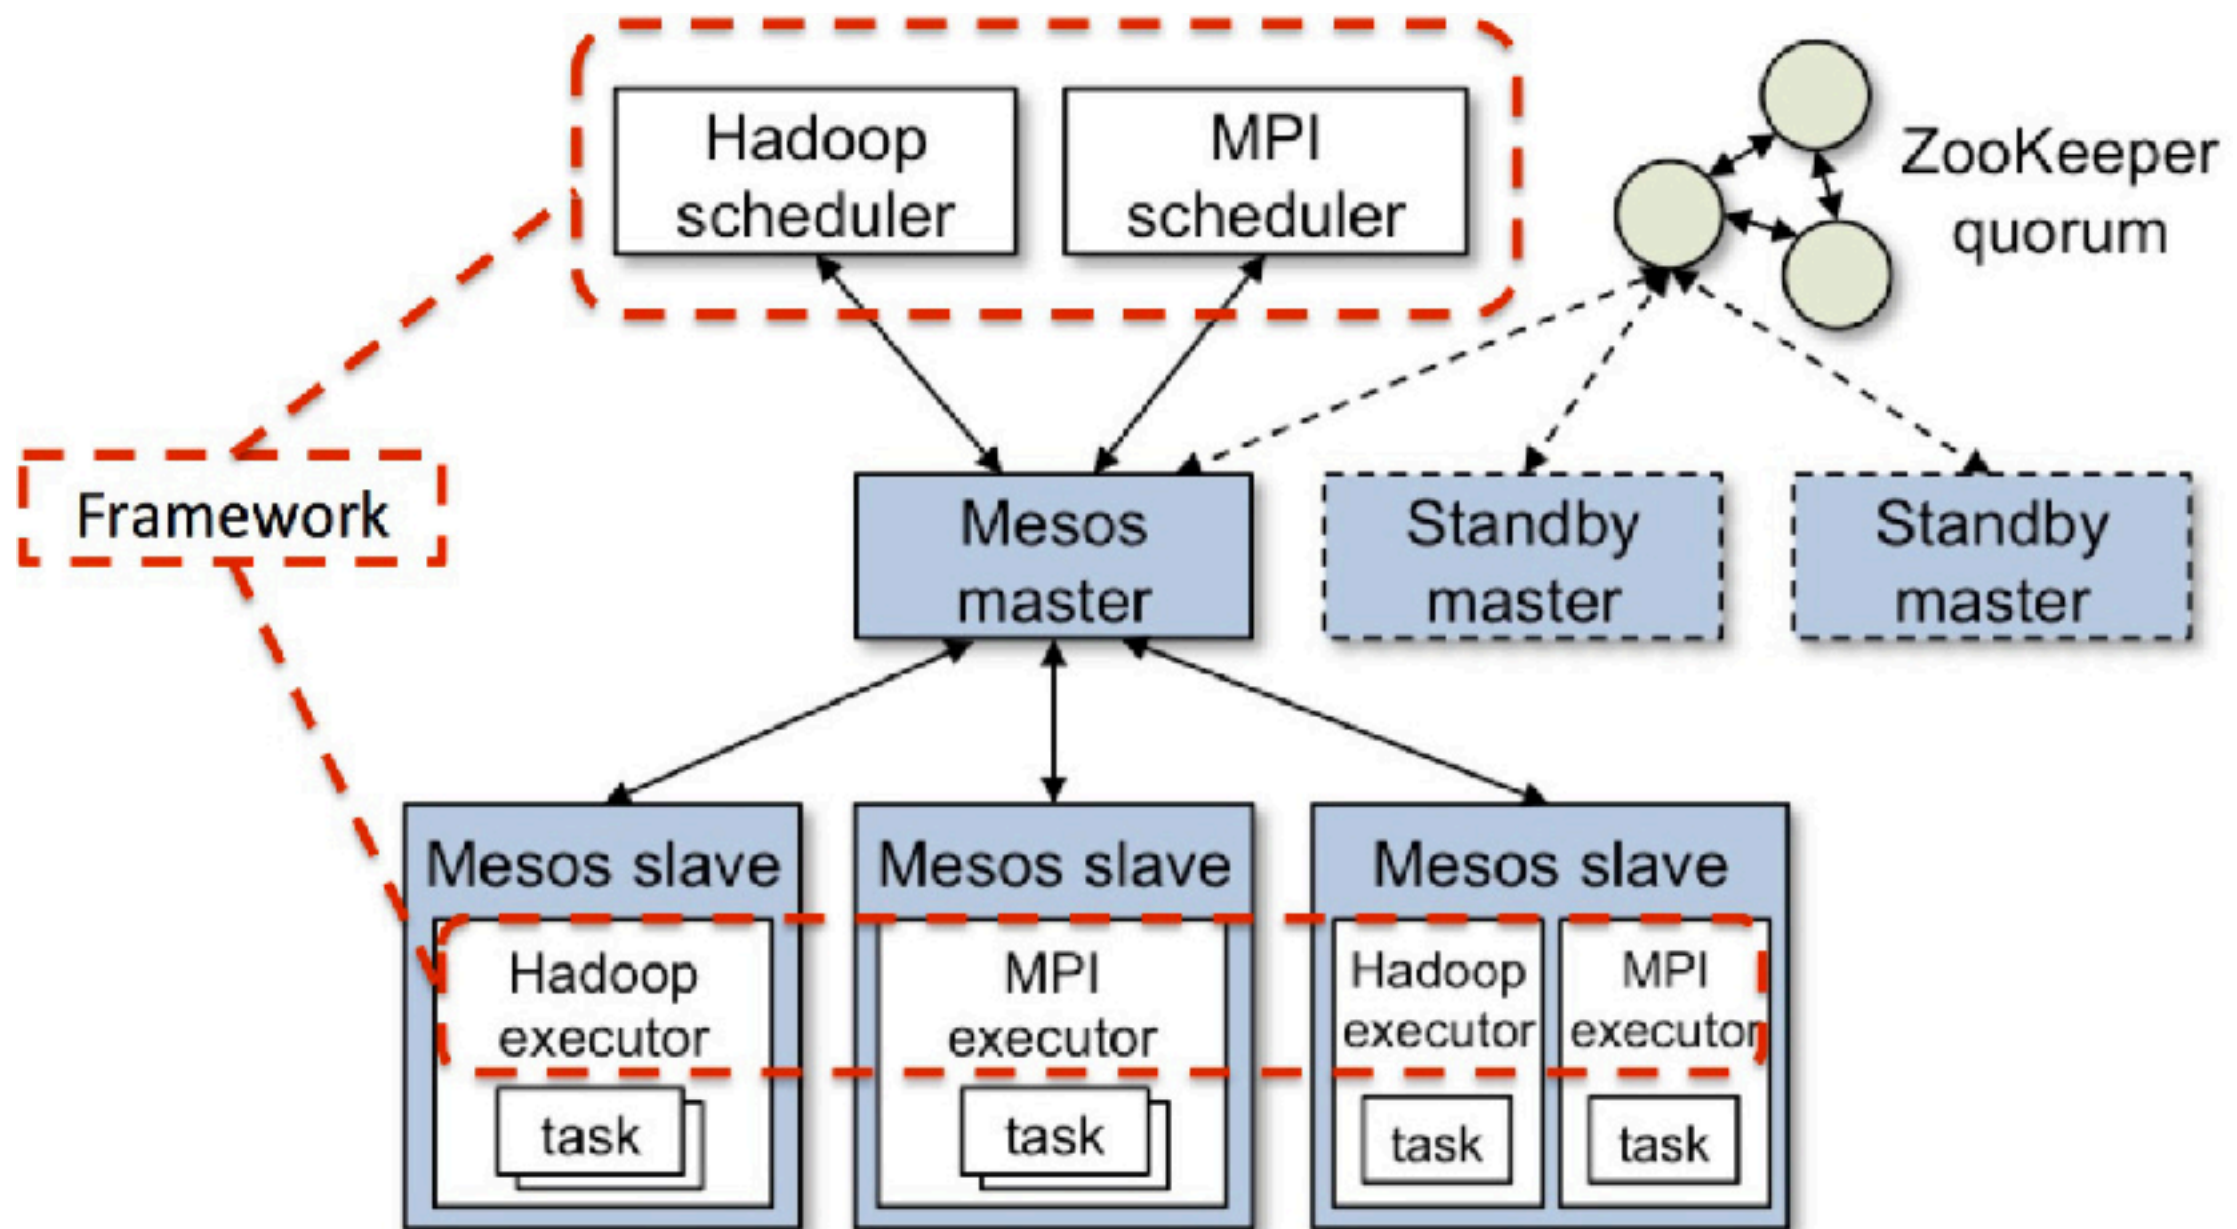 Hadoop
scheduler
MPI
scheduler
ZooKeeper
quorum
Framework
Mesos
master
Standby
master
Standby
master
Mesos slave
Hadoop
executor
task
Mesos slave
MPI
executor
task
Mesos slave
Hadoop
executor
task
MPI
executor
task